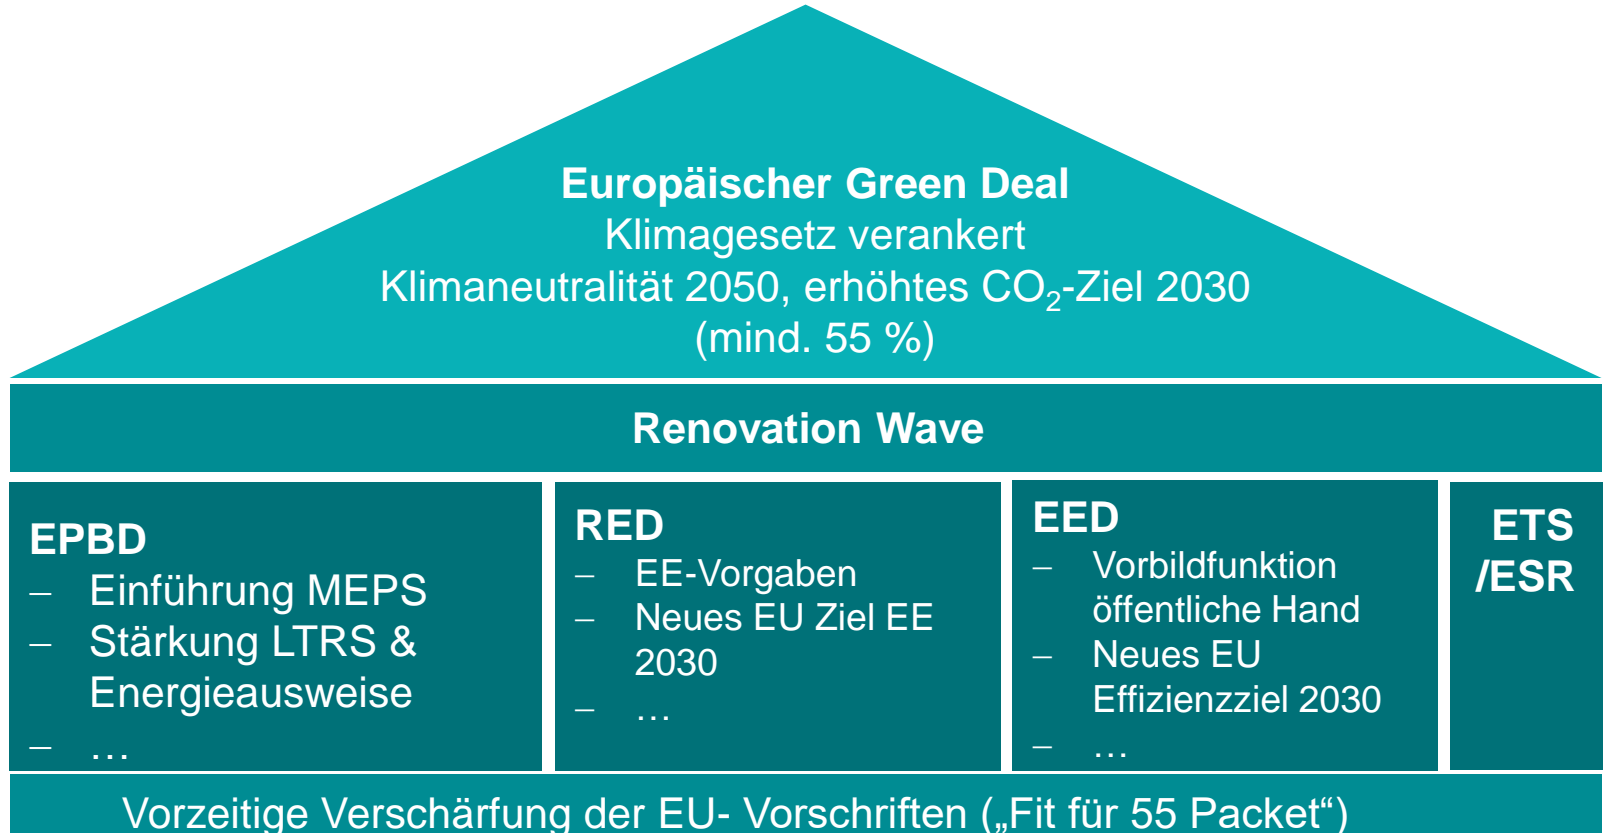 Europäischer Green Deal
Klimagesetz verankert
Klimaneutralität 2050, erhöhtes CO₂-Ziel 2030
(mind. 55 %)
Renovation Wave
EPBD
– Einführung MEPS
– Stärkung LTRS &
Energieausweise
– …
RED
– EE-Vorgaben
– Neues EU Ziel EE
2030
– …
EED
– Vorbildfunktion
öffentliche Hand
– Neues EU
Effizienzziel 2030
– …
ETS
/ESR
Vorzeitige Verschärfung der EU- Vorschriften („Fit für 55 Packet“)